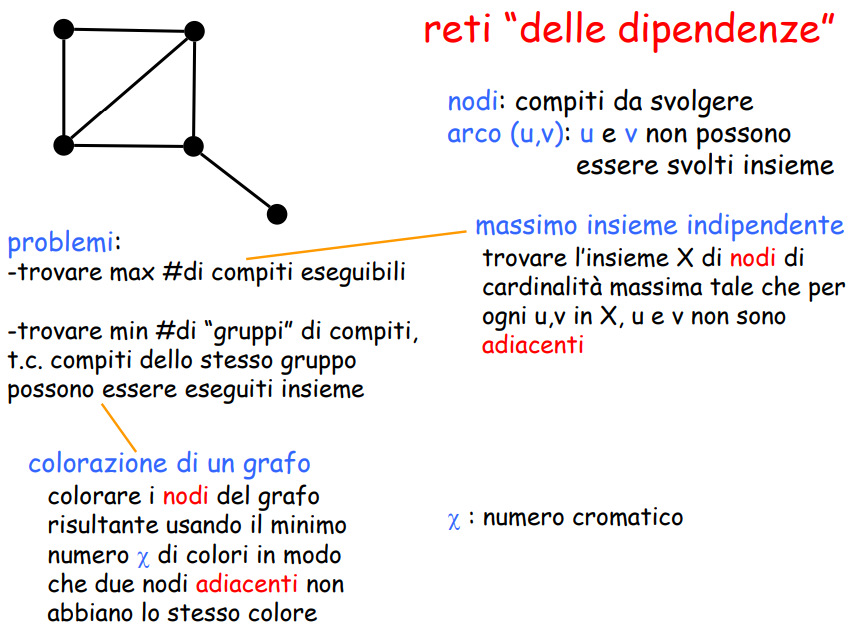 reti “delle dipendenze”
nodi: compiti da svolgere
arco (u,v): u e v non possono
essere svolti insieme
problemi:
-trovare max #di compiti eseguibili
-trovare min #di “gruppi” di compiti,
t.c. compiti dello stesso gruppo
possono essere eseguiti insieme
massimo insieme indipendente
trovare l’insieme X di nodi di
cardinalità massima tale che per
ogni u,v in X, u e v non sono
adiacenti
colorazione di un grafo
colorare i nodi del grafo
risultante usando il minimo
numero χ di colori in modo
che due nodi adiacenti non
abbiano lo stesso colore
χ : numero cromatico